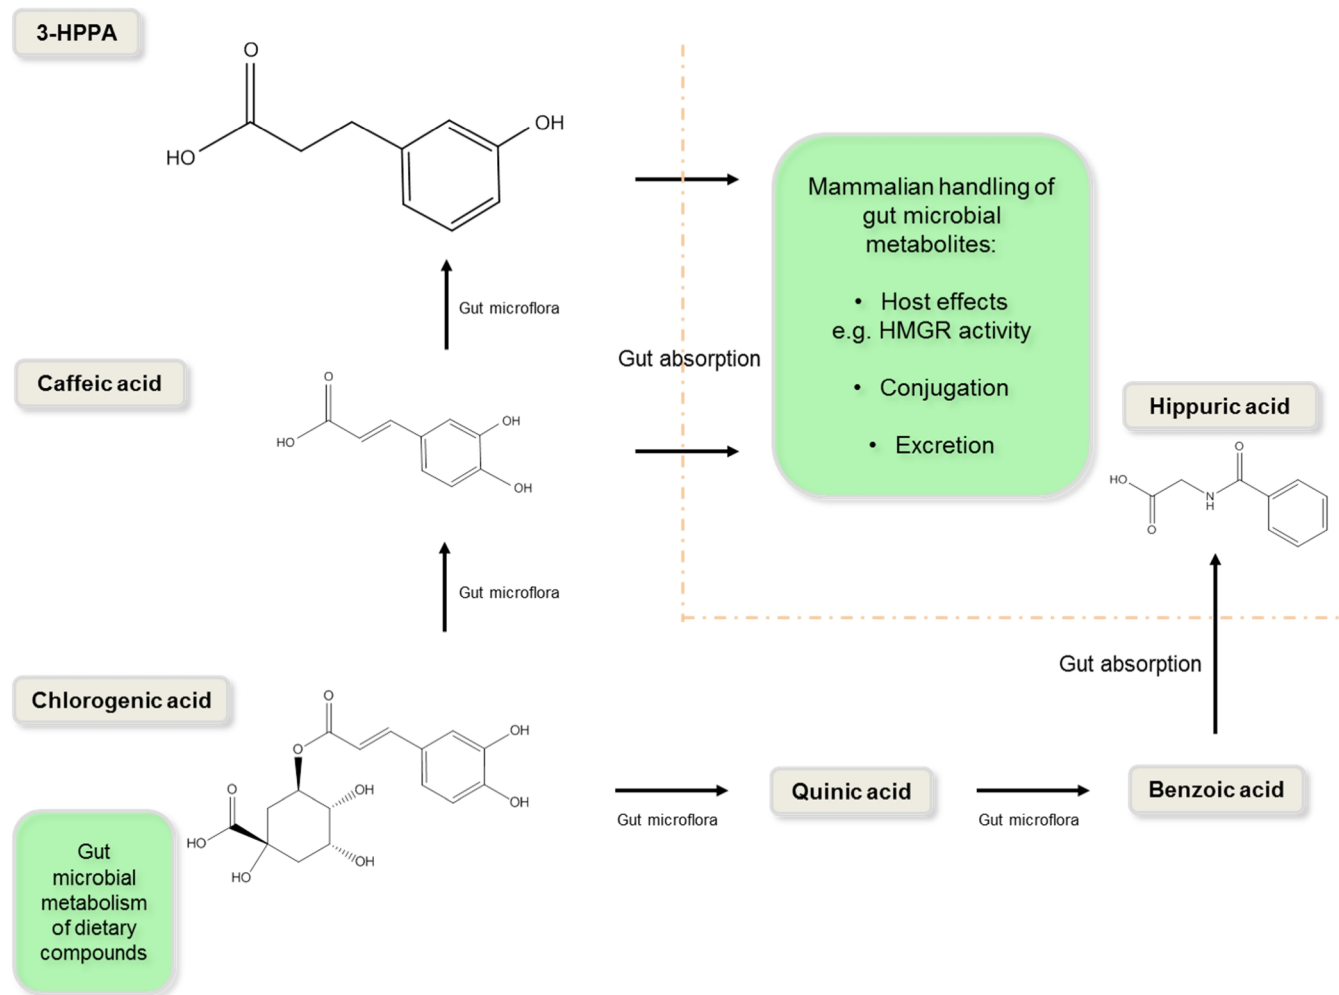 3-HPPA
O
HO
OH
Mammalian handling of
gut microbial
metabolites:
• Host effects
e.g. HMGR activity
• Conjugation
• Excretion
Gut microflora
Gut absorption
Caffeic acid
O
HO
OH
OH
Hippuric acid
O
HO
N
H
O
Gut microflora
Gut absorption
Chlorogenic acid
O
OH
O
OH
O
OH
HO
OH
HO
Quinic acid
Benzoic acid
Gut microflora
Gut microflora
Gut
microbial
metabolism
of dietary
compounds